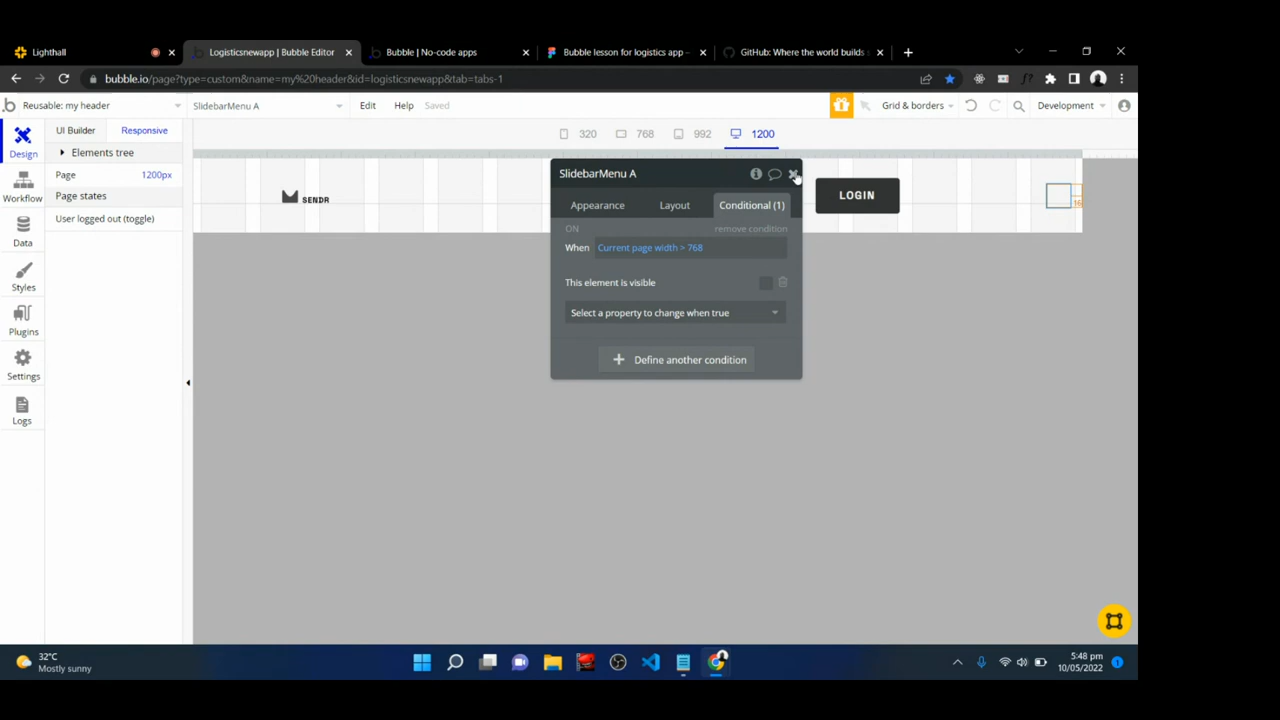 Lighthall
Logisticsnewapp | Bubble Editor
Bubble | No-code apps
Bubble lesson for logistics app –
GitHub: Where the world builds s
bubble.io/page?type=custom&name=my%20header&id=logisticsnewapp&tab=tabs-1
Reusable: my header
SlidebarMenu A
Edit
Help
Saved
Grid & borders
Development
Design
UI Builder
Responsive
320
768
992
1200
Elements tree
Page
1200px
Page states
User logged out (toggle)
Workflow
Data
Styles
Plugins
Settings
Logs
SENDR
SlidebarMenu A
Appearance
Layout
Conditional (1)
ON
remove condition
When
Current page width > 768
This element is visible
Select a property to change when true
+ Define another condition
LOGIN
16
32°C
Mostly sunny
5:48 pm
10/05/2022
1